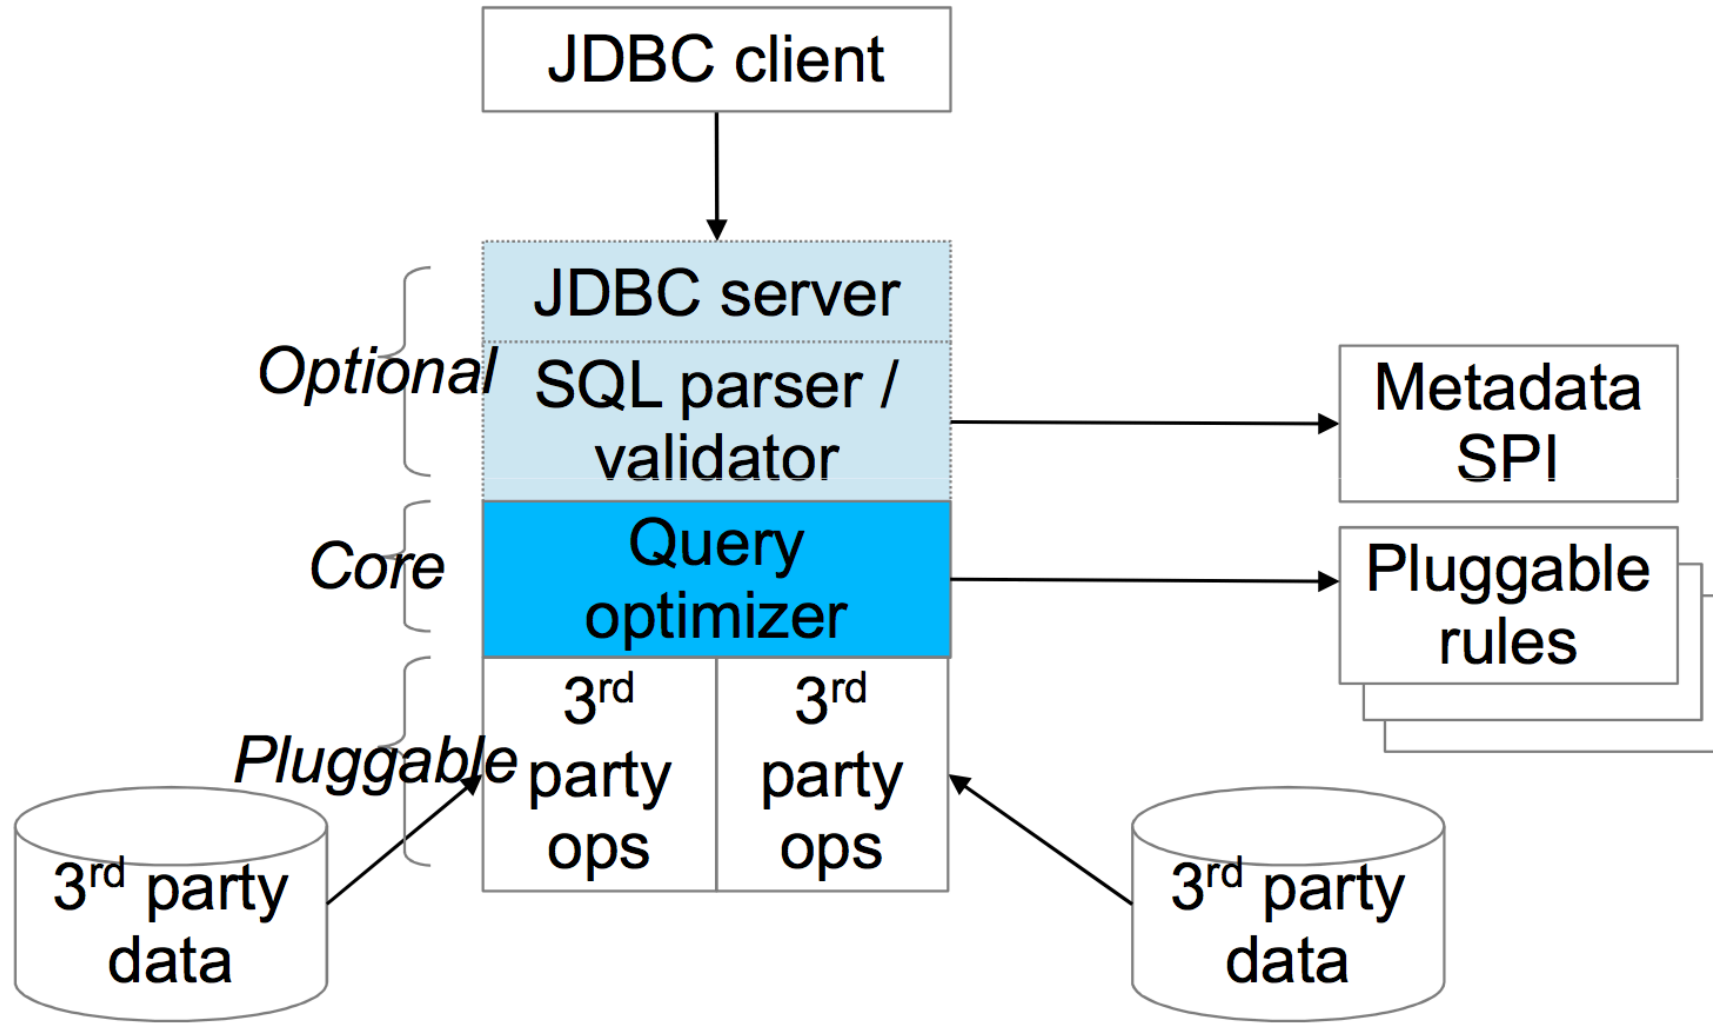 JDBC client
JDBC server
Optional
SQL parser /
validator
Metadata
SPI
Core
Query
optimizer
Pluggable
rules
Pluggable
3rd
party
ops
3rd
party
ops
3rd party
data
3rd party
data